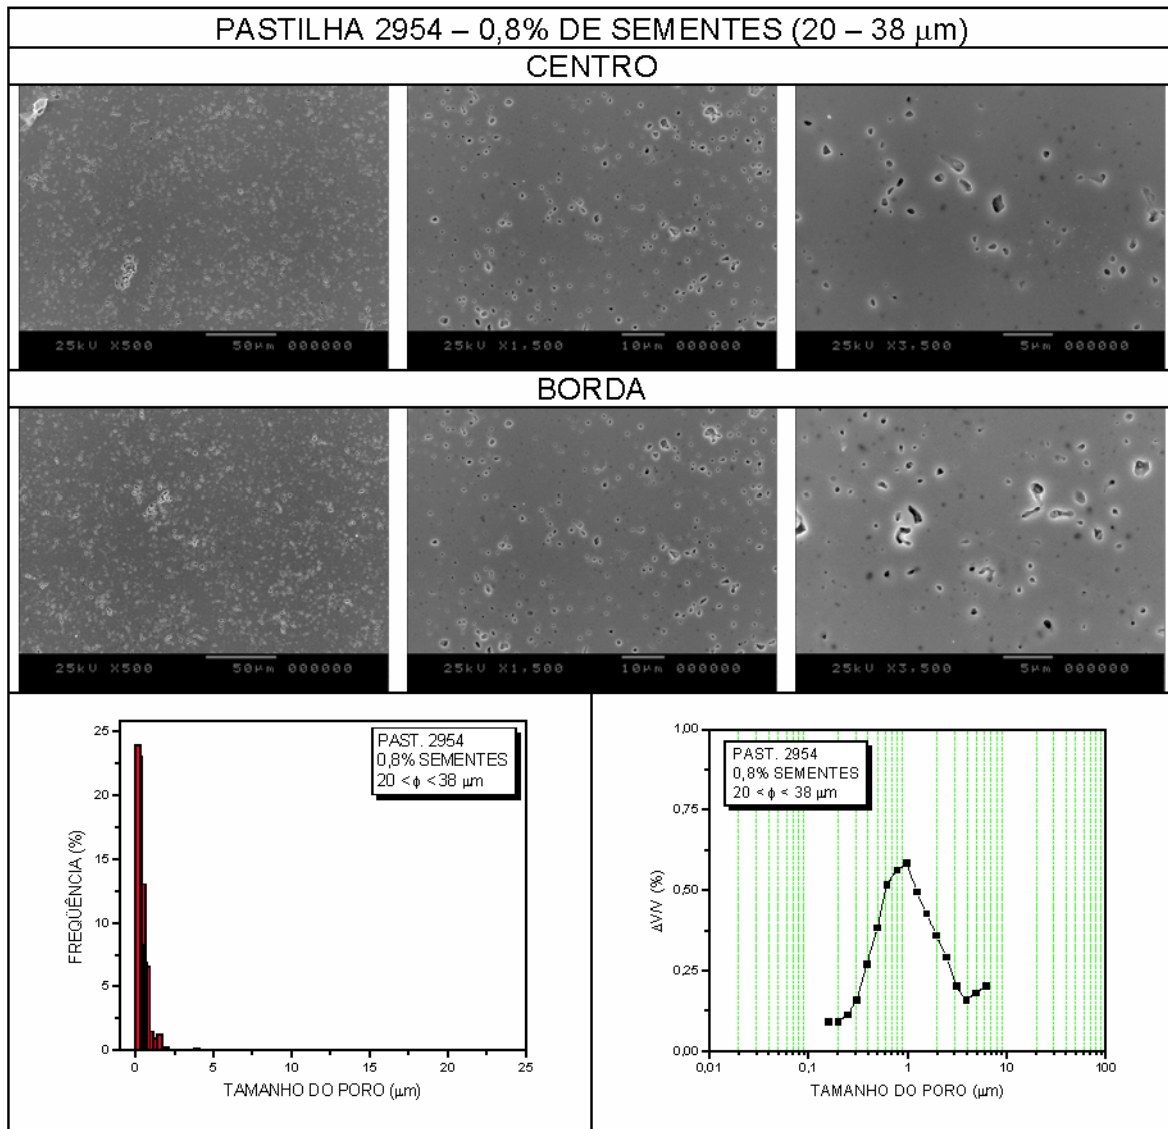 PASTILHA 2954 – 0,8% DE SEMENTES (20 – 38 μm)
CENTRO
25kV X500 50μm 000000
25kV X1,500 10μm 000000
25kV X3,500 5μm 000000
BORDA
25kV X500 50μm 000000
25kV X1,500 10μm 000000
25kV X3,500 5μm 000000
PAST. 2954
0,8% SEMENTES
20 < ϕ < 38 μm
FREQÜÊNCIA (%)
25
20
15
10
5
0
0 5 10 15 20 25
TAMANHO DO PORO (μm)
PAST. 2954
0,8% SEMENTES
20 < ϕ < 38 μm
ΔV/V (%)
1,00
0,75
0,50
0,25
0,00
0,01 0,1 1 10 100
TAMANHO DO PORO (μm)